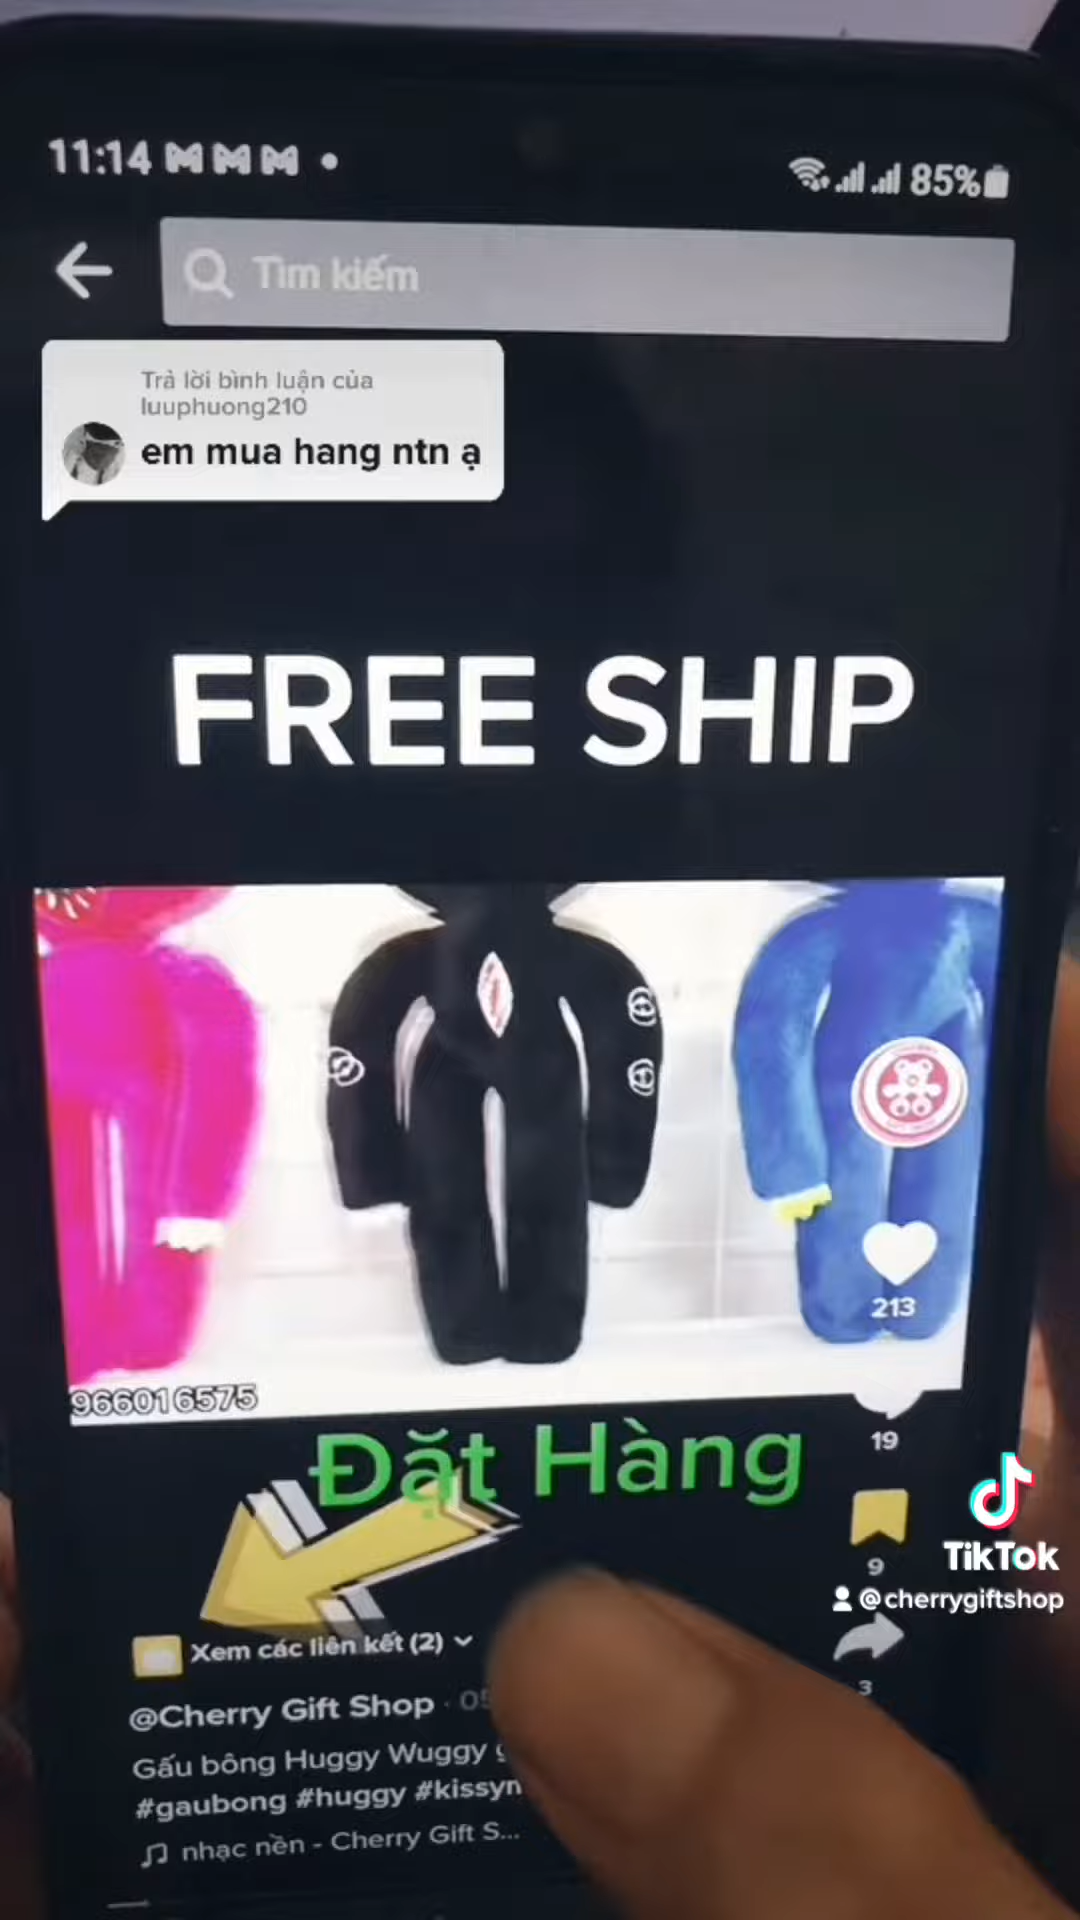 11:14
85%
Tìm kiếm
Trả lời bình luận của
luuphuong210
em mua hang ntn ạ
FREE SHIP
213
966016575
Đặt Hàng
19
9
TikTok
@cherrygiftshop
Xem các liên kết (2)
3
@Cherry Gift Shop · 05
Gấu bông Huggy Wuggy
#gaubong #huggy #kissym
nhạc nền - Cherry Gift S...